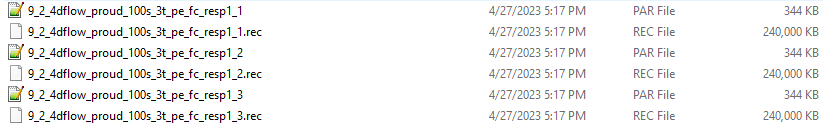 9_2_4dflow_proud_100s_3t_pe_fc_resp1_1 4/27/2023 5:17 PM PAR File 344 KB
9_2_4dflow_proud_100s_3t_pe_fc_resp1_1.rec 4/27/2023 5:17 PM REC File 240,000 KB
9_2_4dflow_proud_100s_3t_pe_fc_resp1_2 4/27/2023 5:17 PM PAR File 344 KB
9_2_4dflow_proud_100s_3t_pe_fc_resp1_2.rec 4/27/2023 5:17 PM REC File 240,000 KB
9_2_4dflow_proud_100s_3t_pe_fc_resp1_3 4/27/2023 5:17 PM PAR File 344 KB
9_2_4dflow_proud_100s_3t_pe_fc_resp1_3.rec 4/27/2023 5:17 PM REC File 240,000 KB